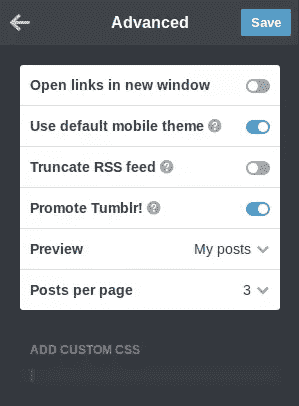 Advanced
Save
Open links in new window
Use default mobile theme ?
Truncate RSS feed ?
Promote Tumblr! ?
Preview My posts
Posts per page 3
ADD CUSTOM CSS